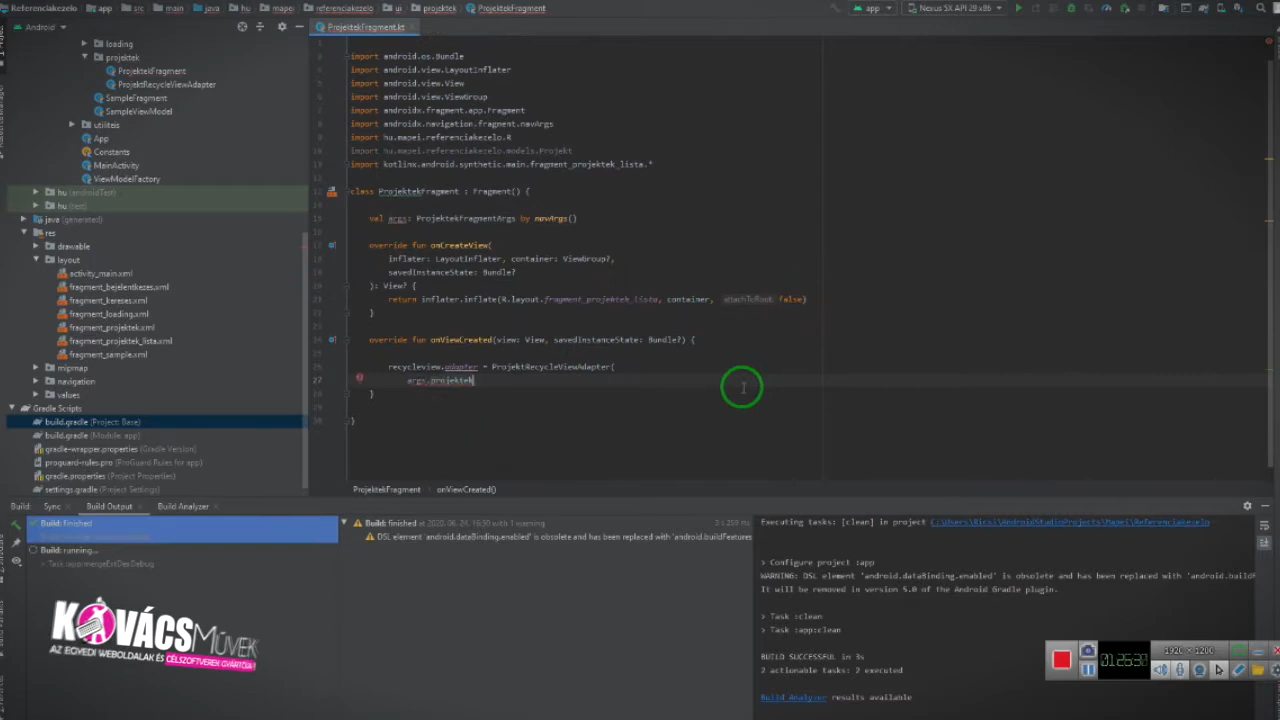 Referenciakezelo app src main java hu mapei referenciakezelo ui projektek ProjektekFragment app Nexus 5X API 29 x86
Android ProjektekFragment.kt
loading
projektek
ProjektekFragment
ProjektRecycleViewAdapter
SampleFragment
SampleViewModel
utiliteis
App
Constants
MainActivity
ViewModelFactory
hu (androidTest)
hu (test)
java (generated)
res
drawable
layout
activity_main.xml
fragment_bejelentkezes.xml
fragment_kereses.xml
fragment_loading.xml
fragment_projektek.xml
fragment_projektek_lista.xml
fragment_sample.xml
mipmap
navigation
values
Gradle Scripts
build.gradle (Project: Base)
build.gradle (Module: app)
gradle-wrapper.properties (Gradle Version)
proguard-rules.pro (ProGuard Rules for app)
gradle.properties (Project Properties)
settings.gradle (Project Settings)
import android.os.Bundle
import android.view.LayoutInflater
import android.view.View
import android.view.ViewGroup
import androidx.fragment.app.Fragment
import androidx.navigation.fragment.navArgs
import hu.mapei.referenciakezelo.R
import hu.mapei.referenciakezelo.models.Projekt
import kotlinx.android.synthetic.main.fragment_projektek_lista.*
class ProjektekFragment : Fragment() {
val args: ProjektekFragmentArgs by navArgs()
override fun onCreateView(
inflater: LayoutInflater, container: ViewGroup?,
savedInstanceState: Bundle?
): View? {
return inflater.inflate(R.layout.fragment_projektek_lista, container, attachToRoot: false)
}
override fun onViewCreated(view: View, savedInstanceState: Bundle?) {
recycleview.adapter = ProjektRecycleViewAdapter(
args.projektek
}
}
ProjektekFragment onViewCreated()
Build: Sync Build Output Build Analyzer
Build: Finished
Build: running...
Task :app:mergeExtDexDebug
Build: finished at 2020. 06. 24. 16:30 with 1 warning 3 s 259 ms
DSL element 'android.dataBinding.enabled' is obsolete and has been replaced with 'android.buildFeatures
Executing tasks: [clean] in project C:\Users\Ricsi\AndroidStudioProjects\Mapei\Referenciakezelo
> Configure project :app
WARNING: DSL element 'android.dataBinding.enabled' is obsolete and has been replaced with 'android.build
It will be removed in version 5.0 of the Android Gradle plugin.
> Task :clean
> Task :app:clean
BUILD SUCCESSFUL in 3s
2 actionable tasks: 2 executed
Build Analyzer results available
KOVÁCS MŰVEK
AZ EGYEDI WEBOLDALAK ÉS CÉLSZOFTVEREK GYÁRTÓJA!
1920 × 1200